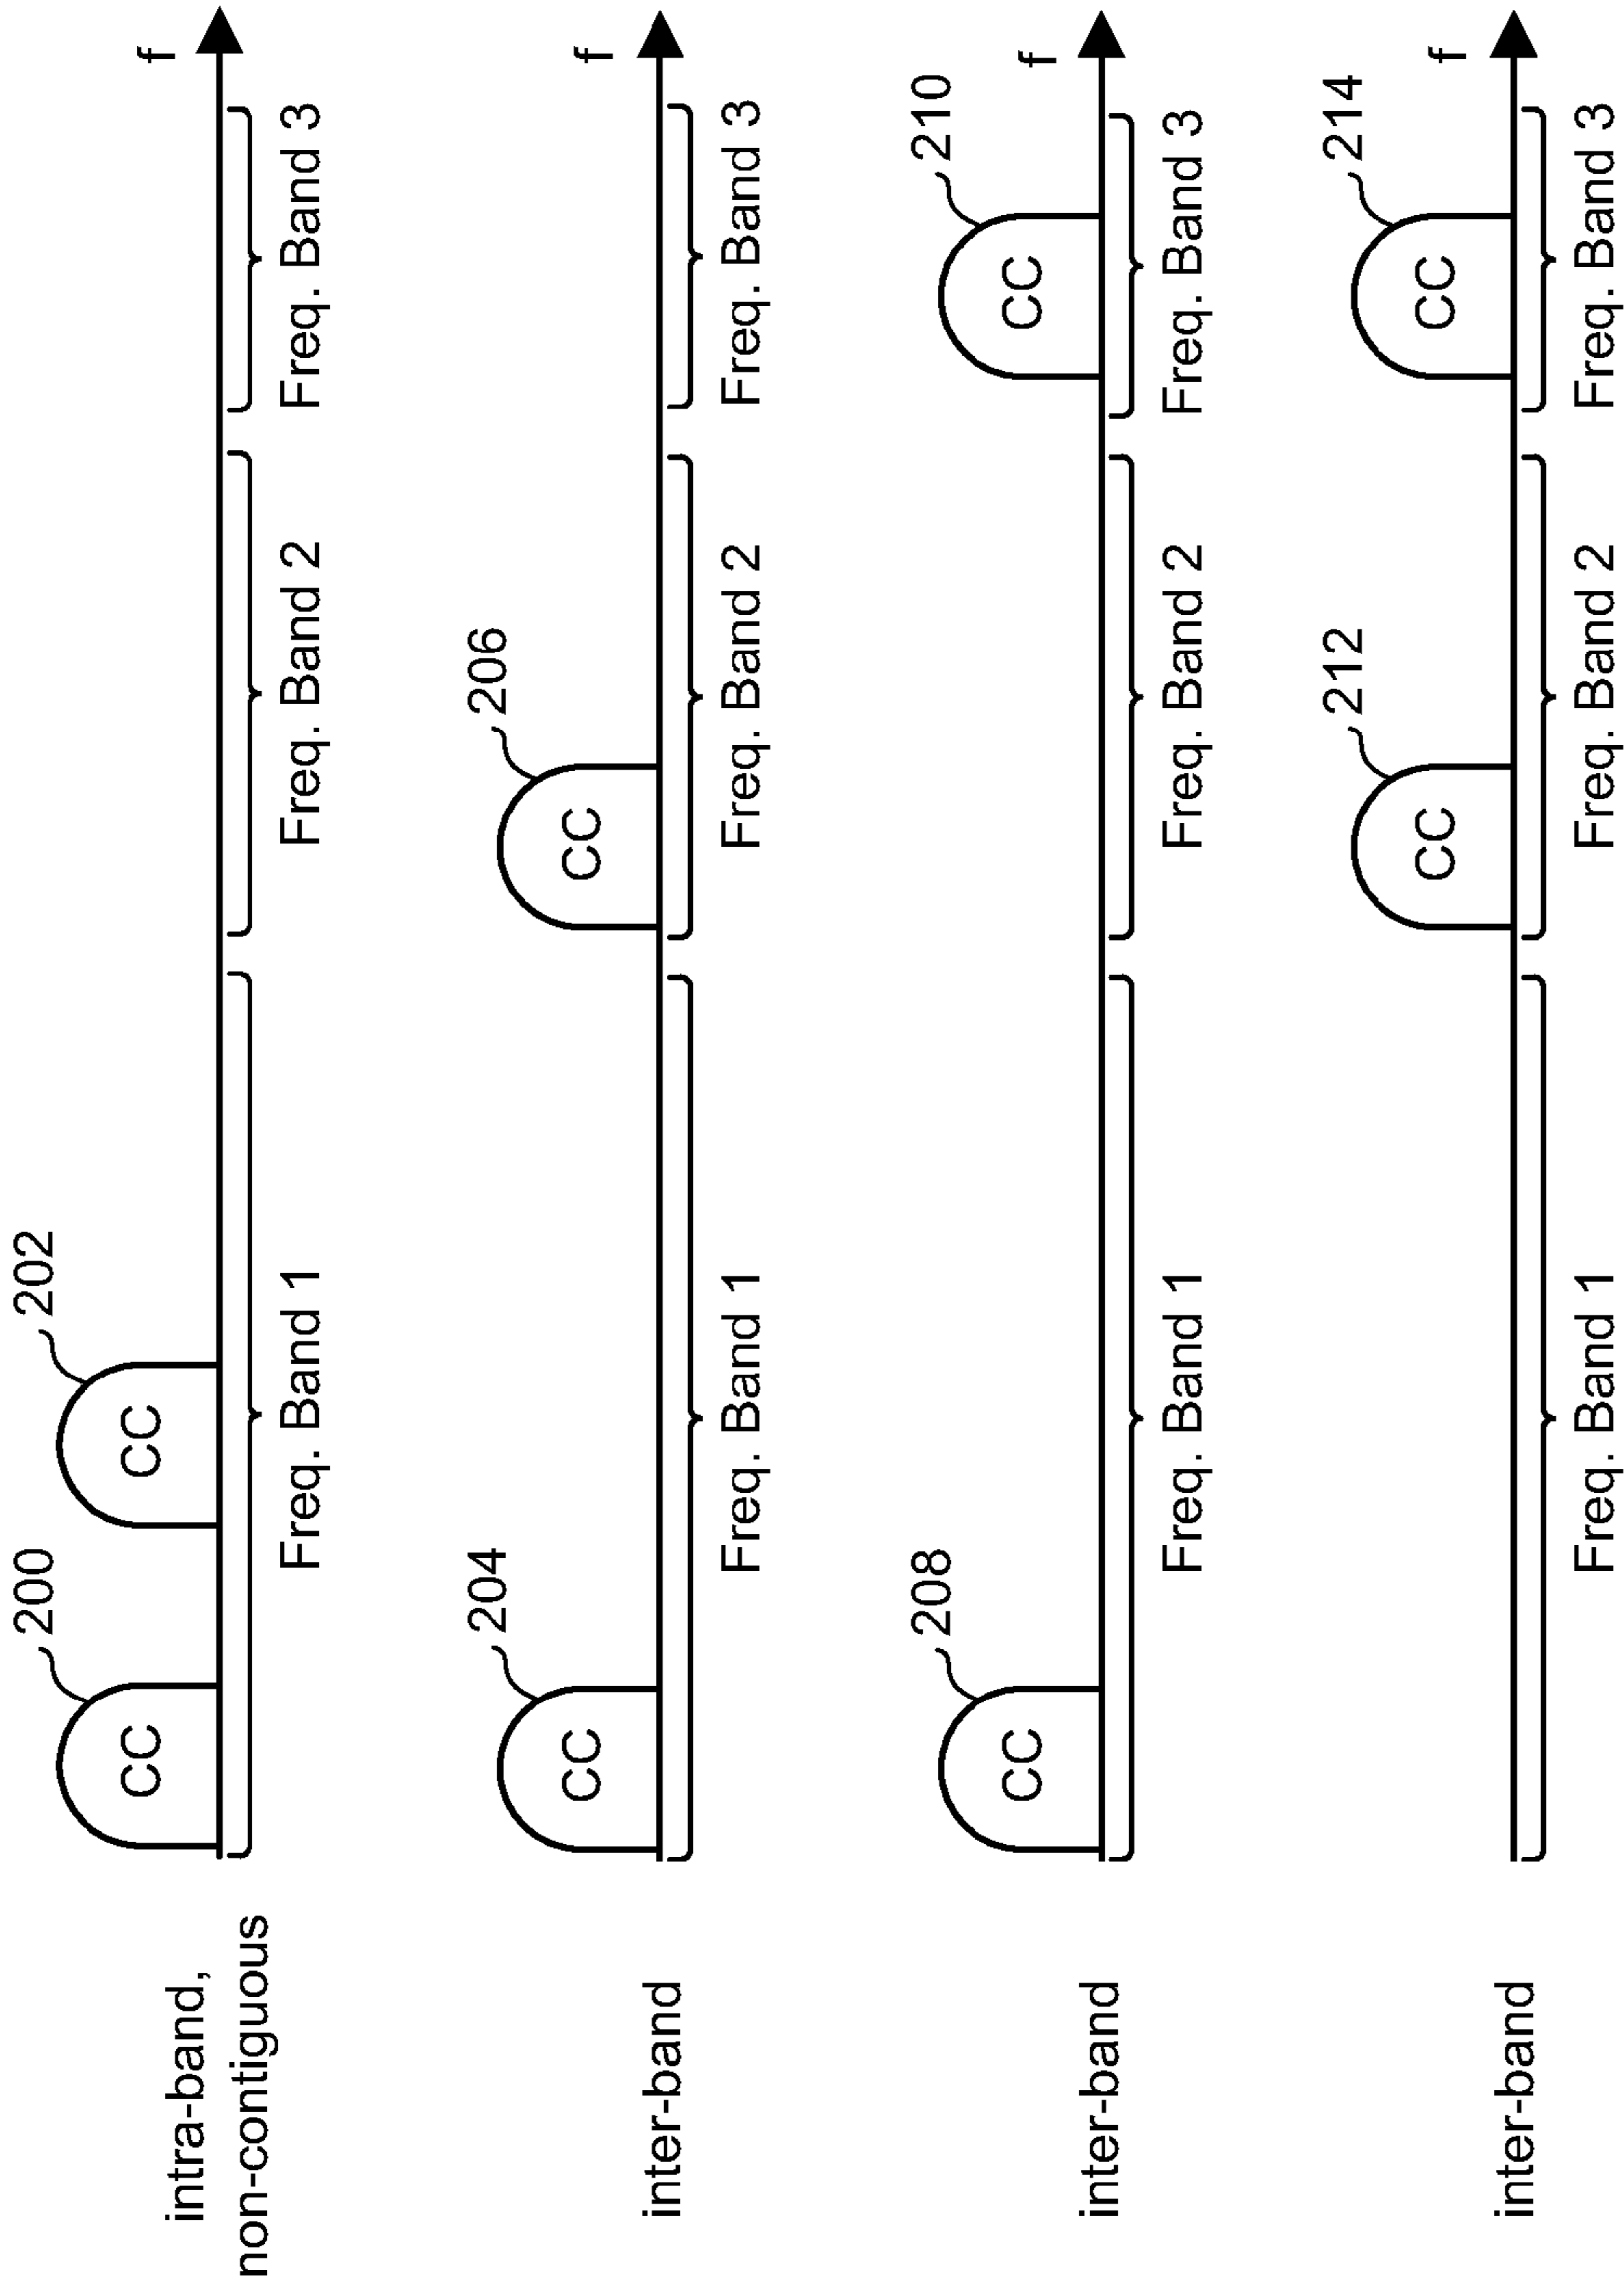 200
202
CC
CC
f
intra-band,
non-contiguous
Freq. Band 1
Freq. Band 2
Freq. Band 3
204
206
CC
CC
f
inter-band
Freq. Band 1
Freq. Band 2
Freq. Band 3
208
210
CC
CC
f
inter-band
Freq. Band 1
Freq. Band 2
Freq. Band 3
212
214
CC
CC
f
inter-band
Freq. Band 1
Freq. Band 2
Freq. Band 3